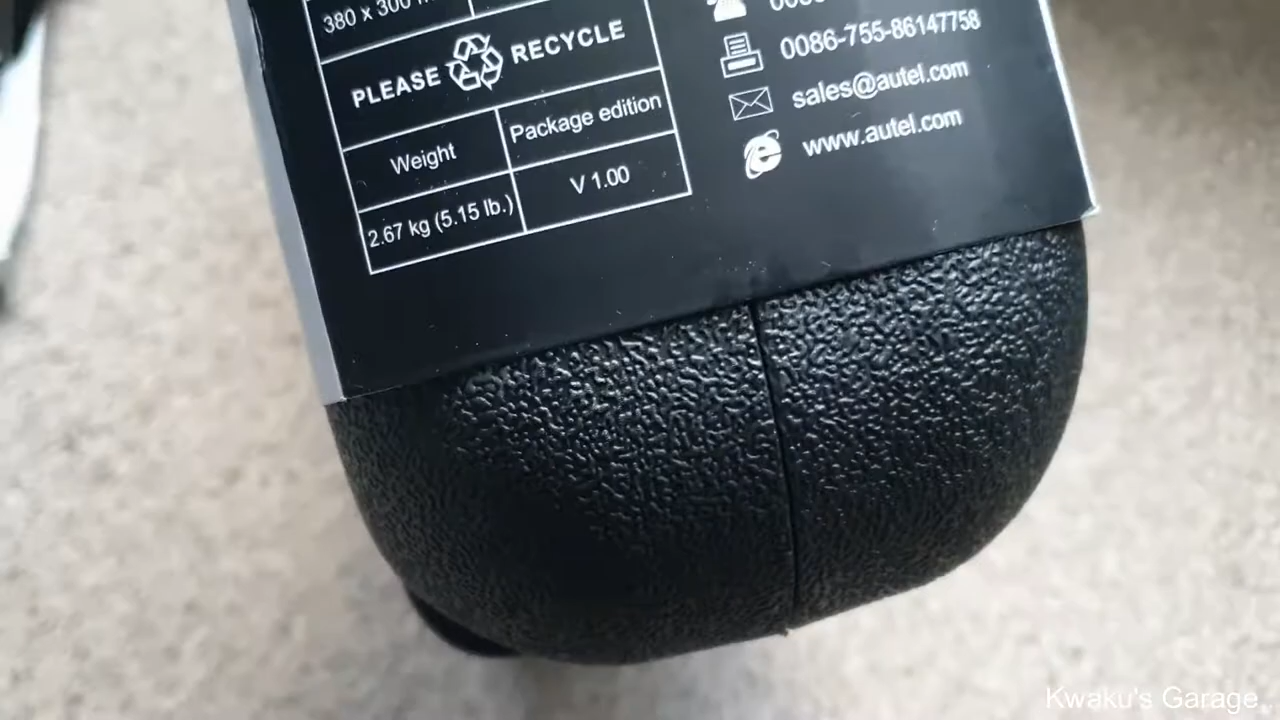 380 x 300
PLEASE RECYCLE
Weight
Package edition
2.67 kg (5.15 lb.)
V 1.00
0086-755-86147758
sales@autel.com
www.autel.com
Kwaku's Garage